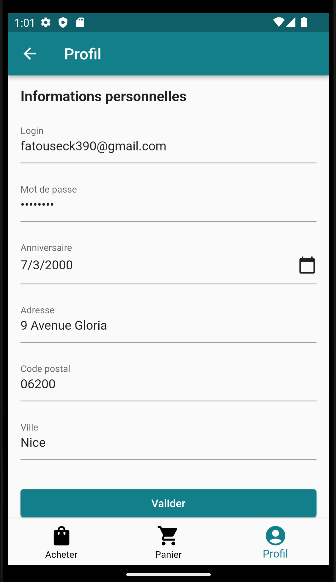 1:01
Profil
Informations personnelles
Login
fatouseck390@gmail.com
Mot de passe
••••••••
Anniversaire
7/3/2000
Adresse
9 Avenue Gloria
Code postal
06200
Ville
Nice
Valider
Acheter Panier Profil